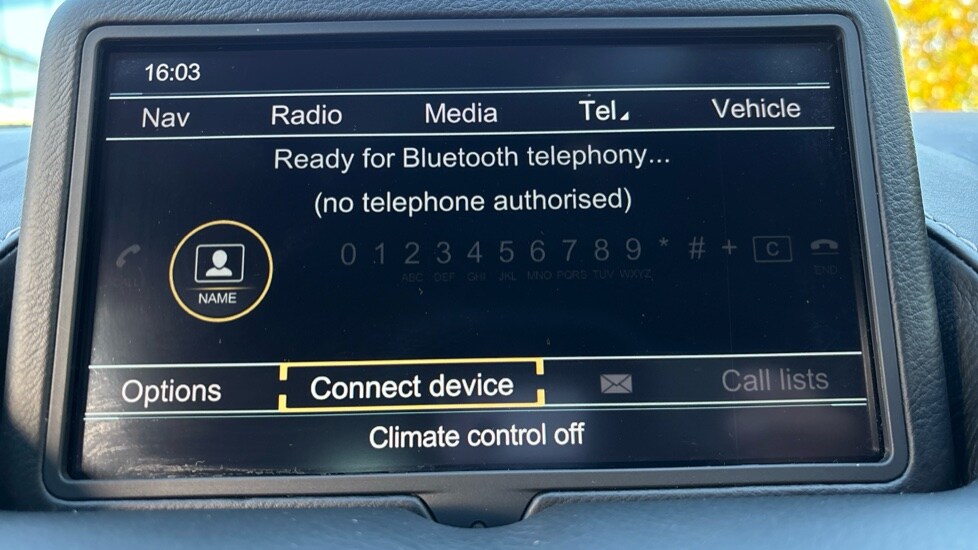 16:03
Nav Radio Media Tel Vehicle
Ready for Bluetooth telephony...
(no telephone authorised)
0 1 2 3 4 5 6 7 8 9 * # + C
ABC DEF GHI JKL MNO PQRS TUV WXYZ END
NAME
Options Connect device Call lists
Climate control off